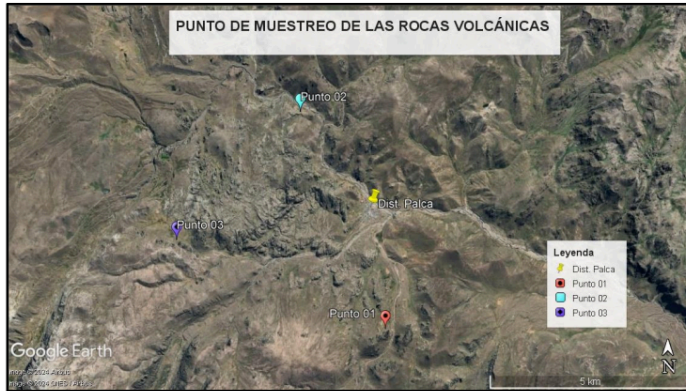 PUNTO DE MUESTREO DE LAS ROCAS VOLCÁNICAS
Punto 02
Dist. Palca
Punto 03
Punto 01
Leyenda
Dist. Palca
Punto 01
Punto 02
Punto 03
Google Earth
5 km
N